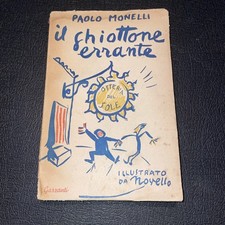 PAOLO MONELLI
il ghiottone
errante
OSTERIA
DEL
SOLE
ILLUSTRATO
DA Novello
Garzanti